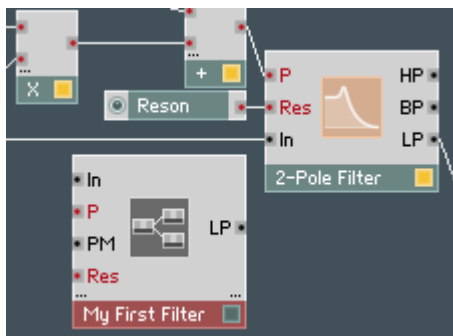 ...
X
...
+
Reson
P
Res
In
HP
BP
LP
2-Pole Filter
In
P
PM
Res
...
LP
...
My First Filter